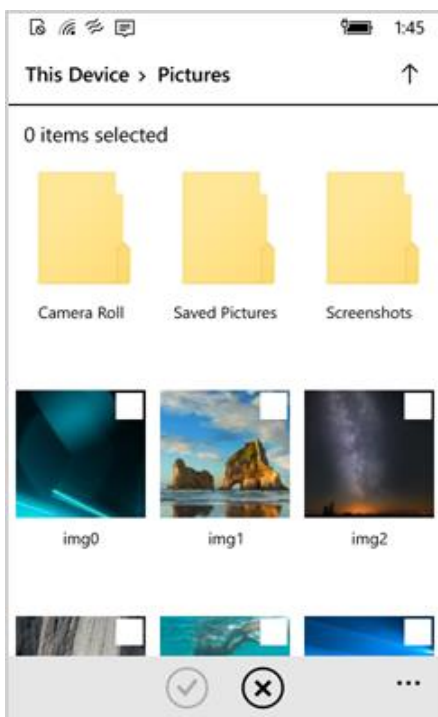 1:45
This Device > Pictures
0 items selected
Camera Roll Saved Pictures Screenshots
img0 img1 img2